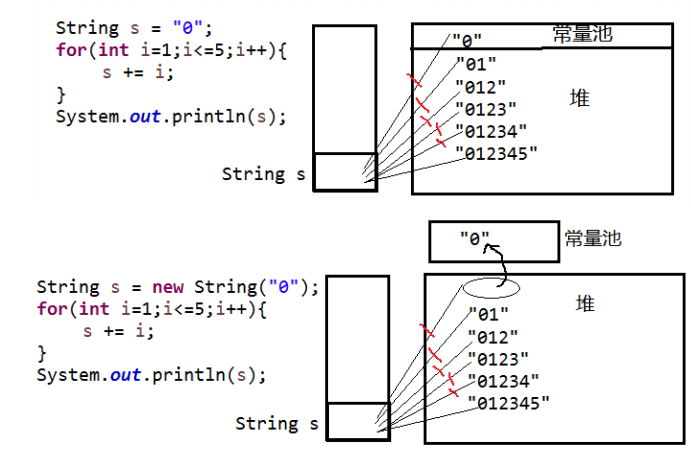 String s = "0";
for(int i=1;i<=5;i++){
s += i;
}
System.out.println(s);
String s
"0"
常量池
"01"
"012"
"0123"
"01234"
"012345"
堆
"0"
常量池
String s = new String("0");
for(int i=1;i<=5;i++){
s += i;
}
System.out.println(s);
String s
堆
"01"
"012"
"0123"
"01234"
"012345"